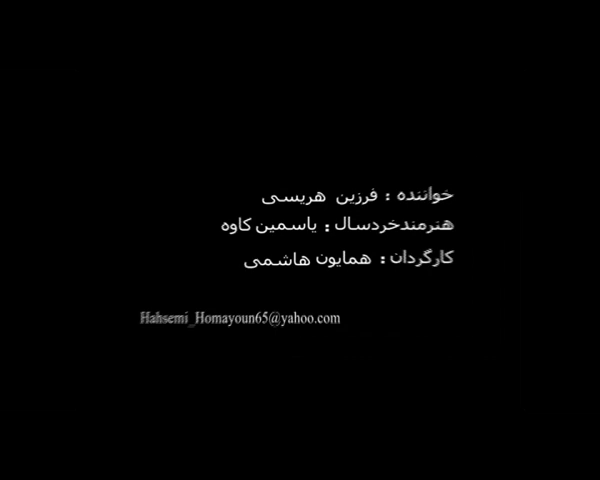 خواننده : فرزین هریسی
هنرمندخردسال : یاسمین کاوه
کارگردان : همایون هاشمی
Hahsemi_Homayoun65@yahoo.com